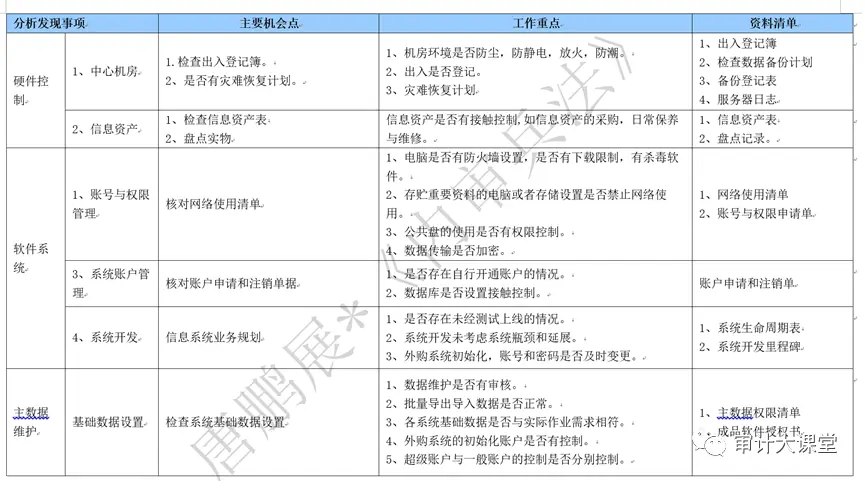 分析发现事项 主要机会点 工作重点 资料清单
硬件控制
1、中心机房
1.检查出入登记簿。
2、是否有灾难恢复计划。
1、机房环境是否防尘，防静电，放火，防潮。
2、出入是否登记。
3、灾难恢复计划
1、出入登记簿
2、检查数据备份计划
3、备份登记表
4、服务器日志
2、信息资产
1、检查信息资产表
2、盘点实物
信息资产是否有接触控制,如信息资产的采购，日常保养
与维修。
1、信息资产表
2、盘点记录。
软件系
统
1、账号与权限
管理
核对网络使用清单
1、电脑是否有防火墙设置，是否有下载限制，有杀毒软
件。
2、存贮重要资料的电脑或者存储设置是否禁止网络使
用。
3、公共盘的使用是否有权限控制。
4、数据传输是否加密。
1、网络使用清单
2、账号与权限申请单
3、系统账户管
理
核对账户申请和注销单据
1、是否存在自行开通账户的情况。
2、数据库是否设置接触控制。
账户申请和注销单
4、系统开发
信息系统业务规划
1、是否存在未经测试上线的情况。
2、系统开发未考虑系统瓶颈和延展。
3、外购系统初始化，账号和密码是否及时变更。
1、系统生命周期表
2、系统开发里程碑
主数据
维护
基础数据设置
检查系统基础数据设置
1、数据维护是否有审核。
2、批量导出导入数据是否正常。
3、各系统基础数据是否与实际作业需求相符。
4、外购系统的初始化账户是否有控制。
5、超级账户与一般账户的控制是否分别控制。
1、主数据权限清单
2、成品软件授权书
唐鹏展*《内审兵法》
审计大课堂